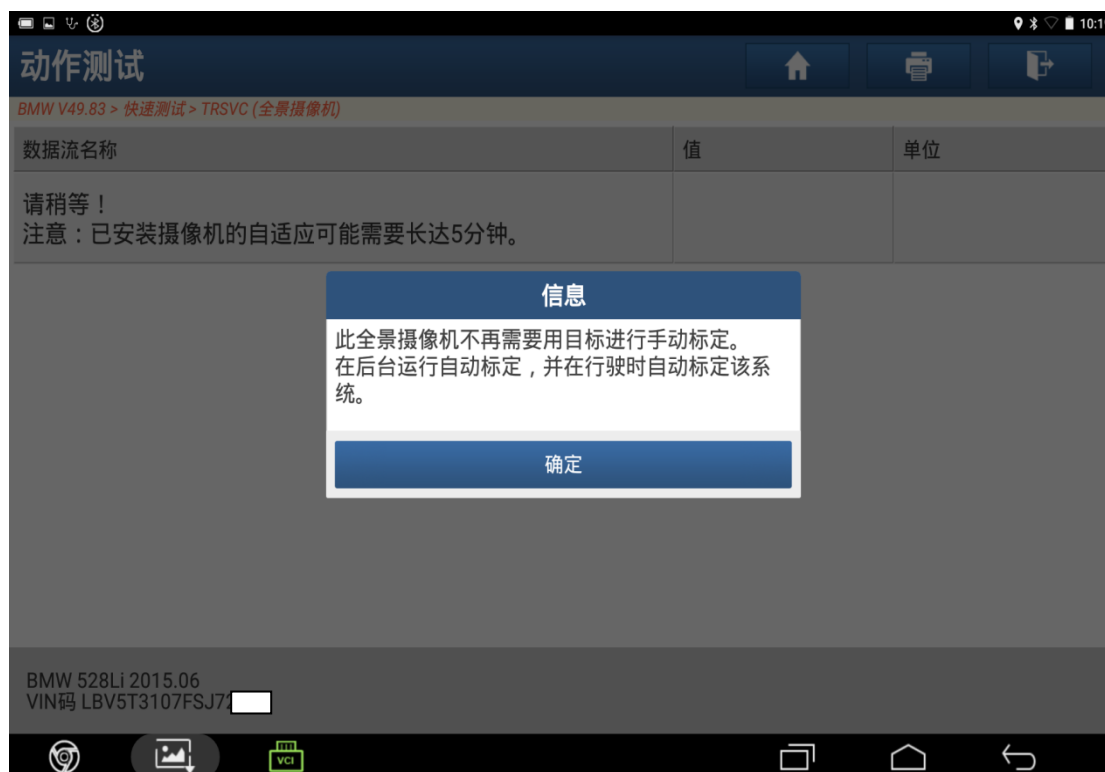 10:1
动作测试
BMW V49.83 > 快速测试 > TRSVC (全景摄像机)
数据流名称 值 单位
请稍等！
注意：已安装摄像机的自适应可能需要长达5分钟。
信息
此全景摄像机不再需要用目标进行手动标定。
在后台运行自动标定，并在行驶时自动标定该系
统。
确定
BMW 528Li 2015.06
VIN码 LBV5T3107FSJ72
VCI